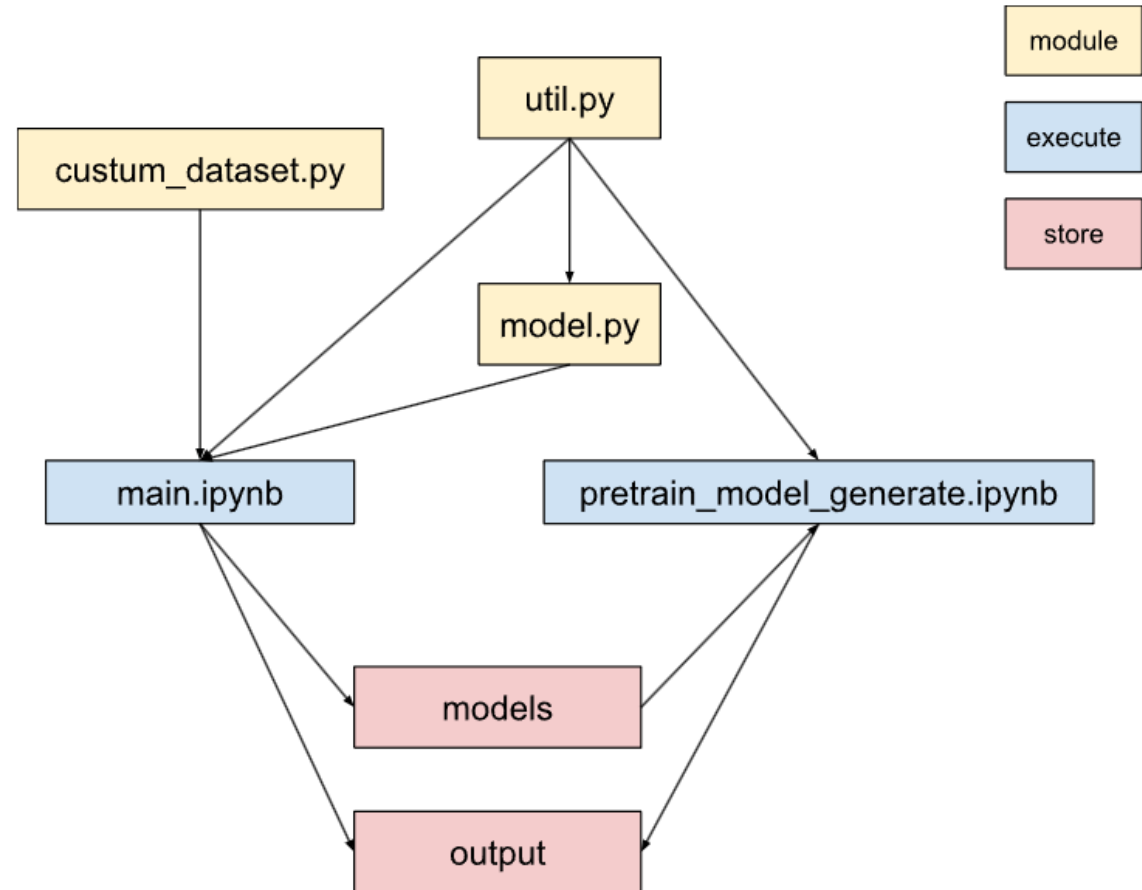 module
util.py
execute
custum_dataset.py
store
model.py
main.ipynb
pretrain_model_generate.ipynb
models
output